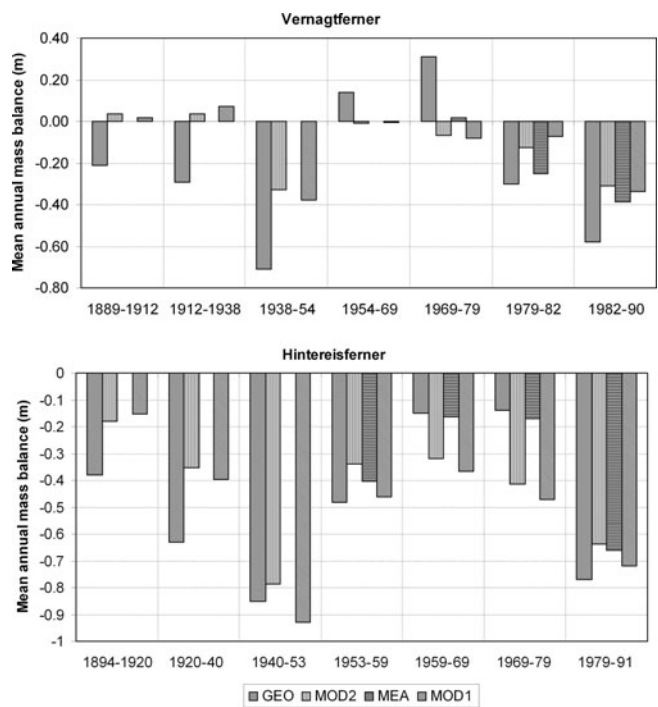 Vernagtferner
Mean annual mass balance (m)
0.40
0.20
0.00
-0.20
-0.40
-0.60
-0.80
1889-1912 1912-1938 1938-54 1954-69 1969-79 1979-82 1982-90
Hintereisferner
Mean annual mass balance (m)
0
-0.1
-0.2
-0.3
-0.4
-0.5
-0.6
-0.7
-0.8
-0.9
-1
1894-1920 1920-40 1940-53 1953-59 1959-69 1969-79 1979-91
GEO MOD2 MEA MOD1